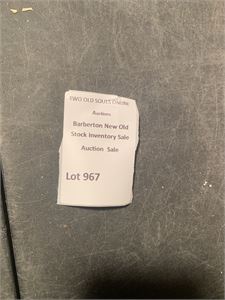 TWO OLD SOULS ONLINE
Auctions
Barberton New Old
Stock Inventory Sale
Auction Sale
Lot 967